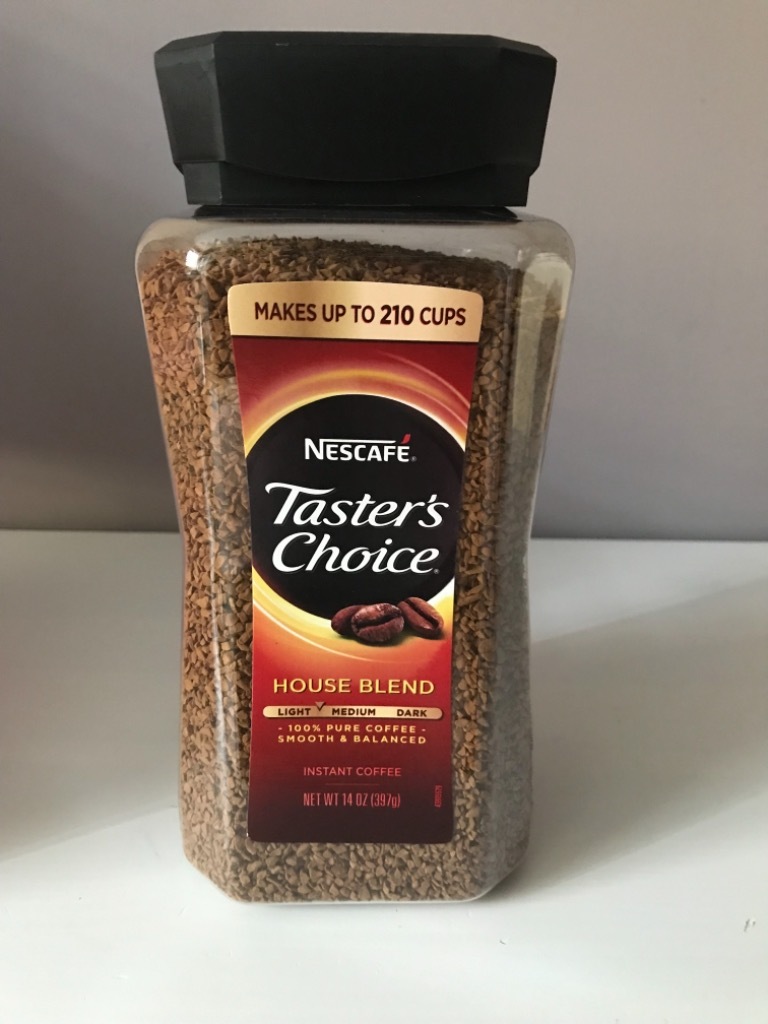 MAKES UP TO 210 CUPS
NESCAFÉ®
Taster's
Choice®
HOUSE BLEND
LIGHT MEDIUM DARK
- 100% PURE COFFEE -
SMOOTH & BALANCED
INSTANT COFFEE
NET WT 14 OZ (397g)